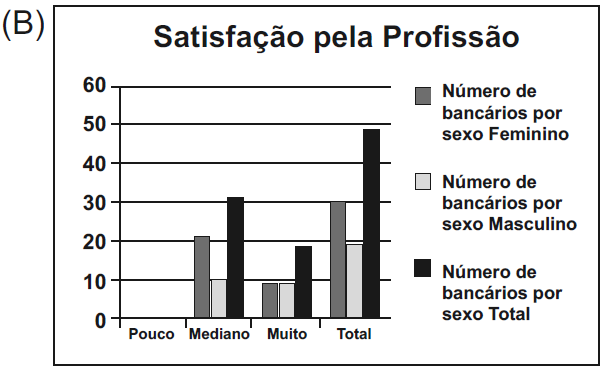 (B)
Satisfação pela Profissão
60
50
40
30
20
10
0
Pouco Mediano Muito Total
Número de
bancários por
sexo Feminino
Número de
bancários por
sexo Masculino
Número de
bancários por
sexo Total